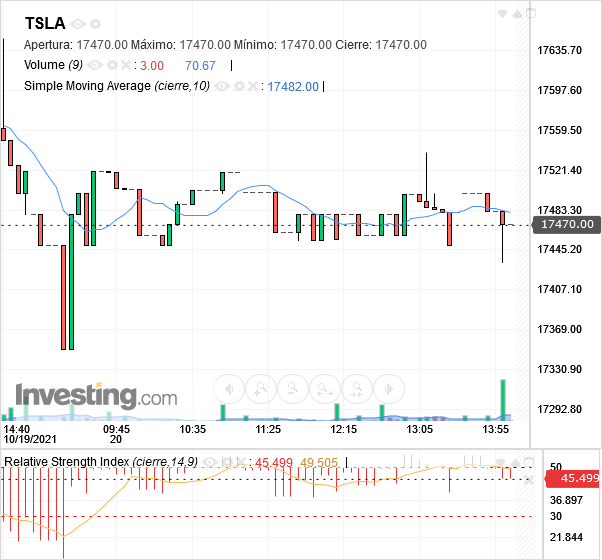 TSLA
Apertura: 17470.00 Máximo: 17470.00 Mínimo: 17470.00 Cierre: 17470.00
Volume (9) : 3.00 70.67
Simple Moving Average (cierre,10) : 17482.00
17635.70
17597.60
17559.50
17521.40
17483.30
17470.00
17445.20
17407.10
17369.00
17330.90
17292.80
Investing.com
14:40 09:45 10:35 11:25 12:15 13:05 13:55
10/19/2021 20
Relative Strength Index (cierre,14,9) : 45.499 49.505
50
45.499
36.897
30
21.844